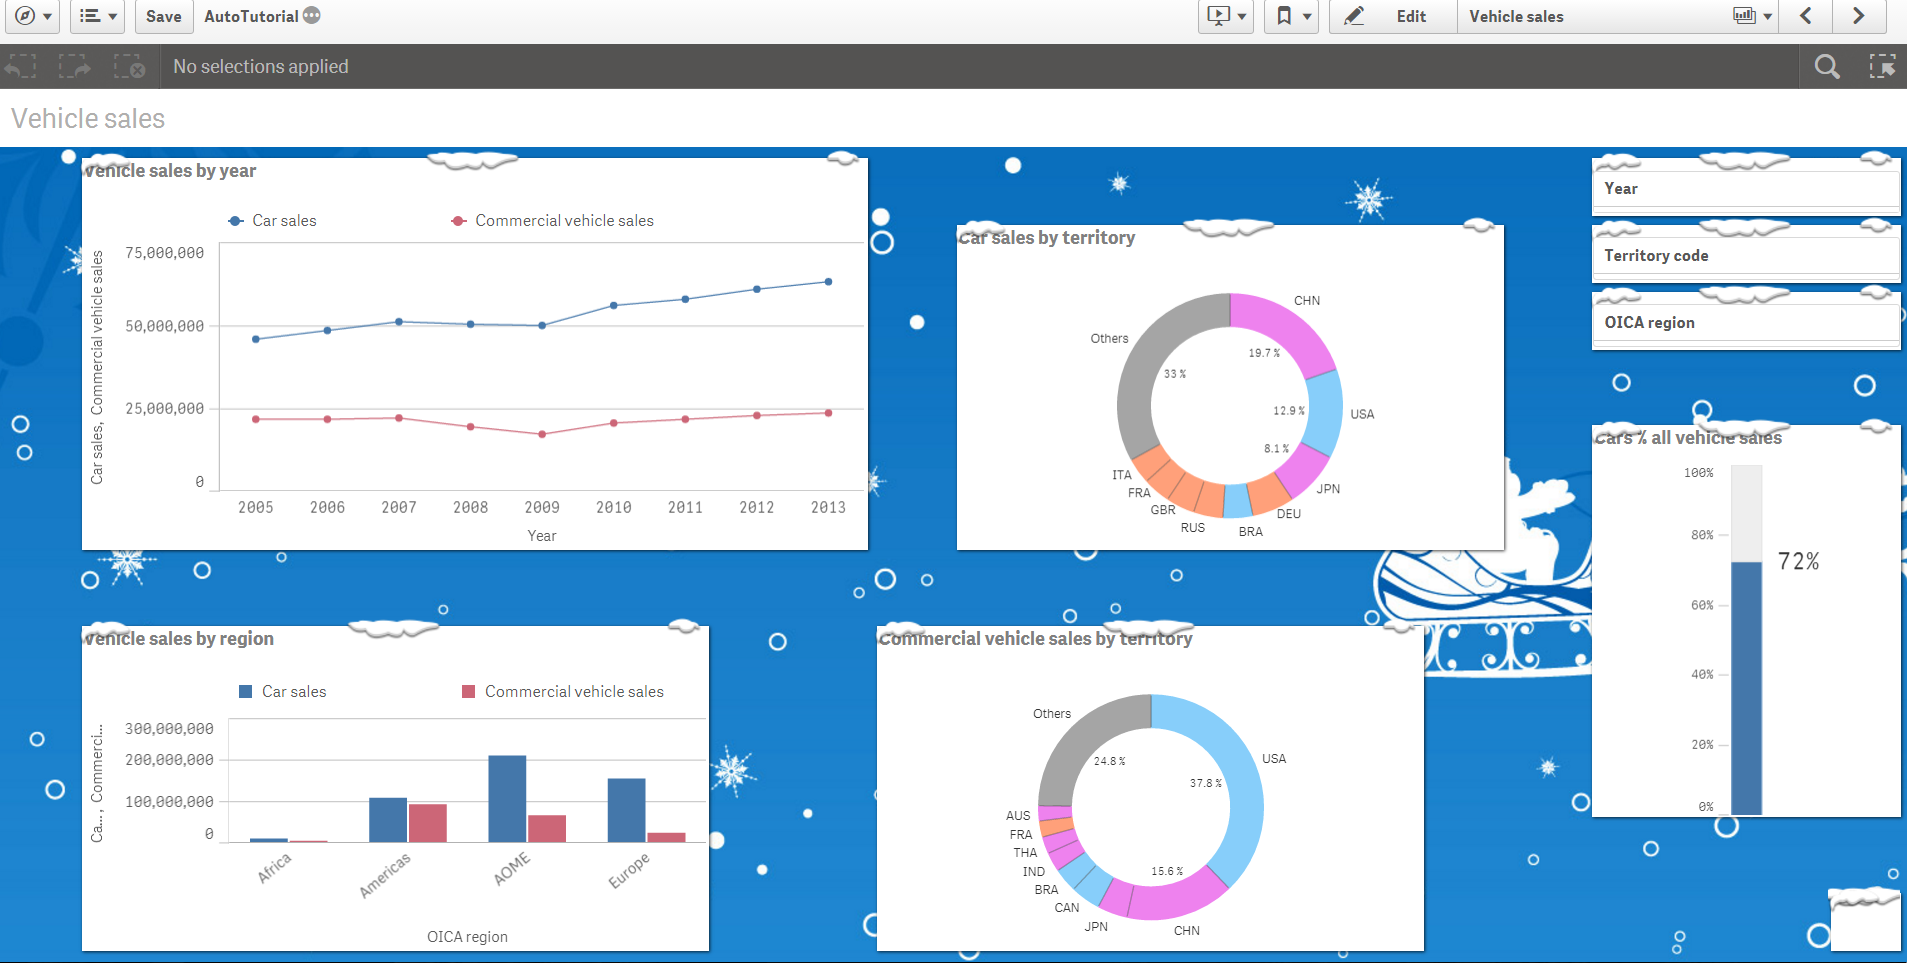 Save
AutoTutorial
Edit
Vehicle sales
No selections applied
Vehicle sales
Vehicle sales by year
Car sales
Commercial vehicle sales
Car sales, Commercial vehicle sales
75,000,000
50,000,000
25,000,000
0
2005 2006 2007 2008 2009 2010 2011 2012 2013
Year
Car sales by territory
CHN
19.7 %
USA
12.9 %
JPN
8.1 %
DEU
BRA
RUS
GBR
FRA
ITA
Others
33 %
Year
Territory code
OICA region
Cars % all vehicle sales
100%
80%
60%
40%
20%
0%
72%
Vehicle sales by region
Car sales
Commercial vehicle sales
Ca..., Commerci...
300,000,000
200,000,000
100,000,000
0
Africa Americas AOME Europe
OICA region
Commercial vehicle sales by territory
USA
37.8 %
CHN
15.6 %
JPN
CAN
BRA
IND
THA
FRA
AUS
Others
24.8 %